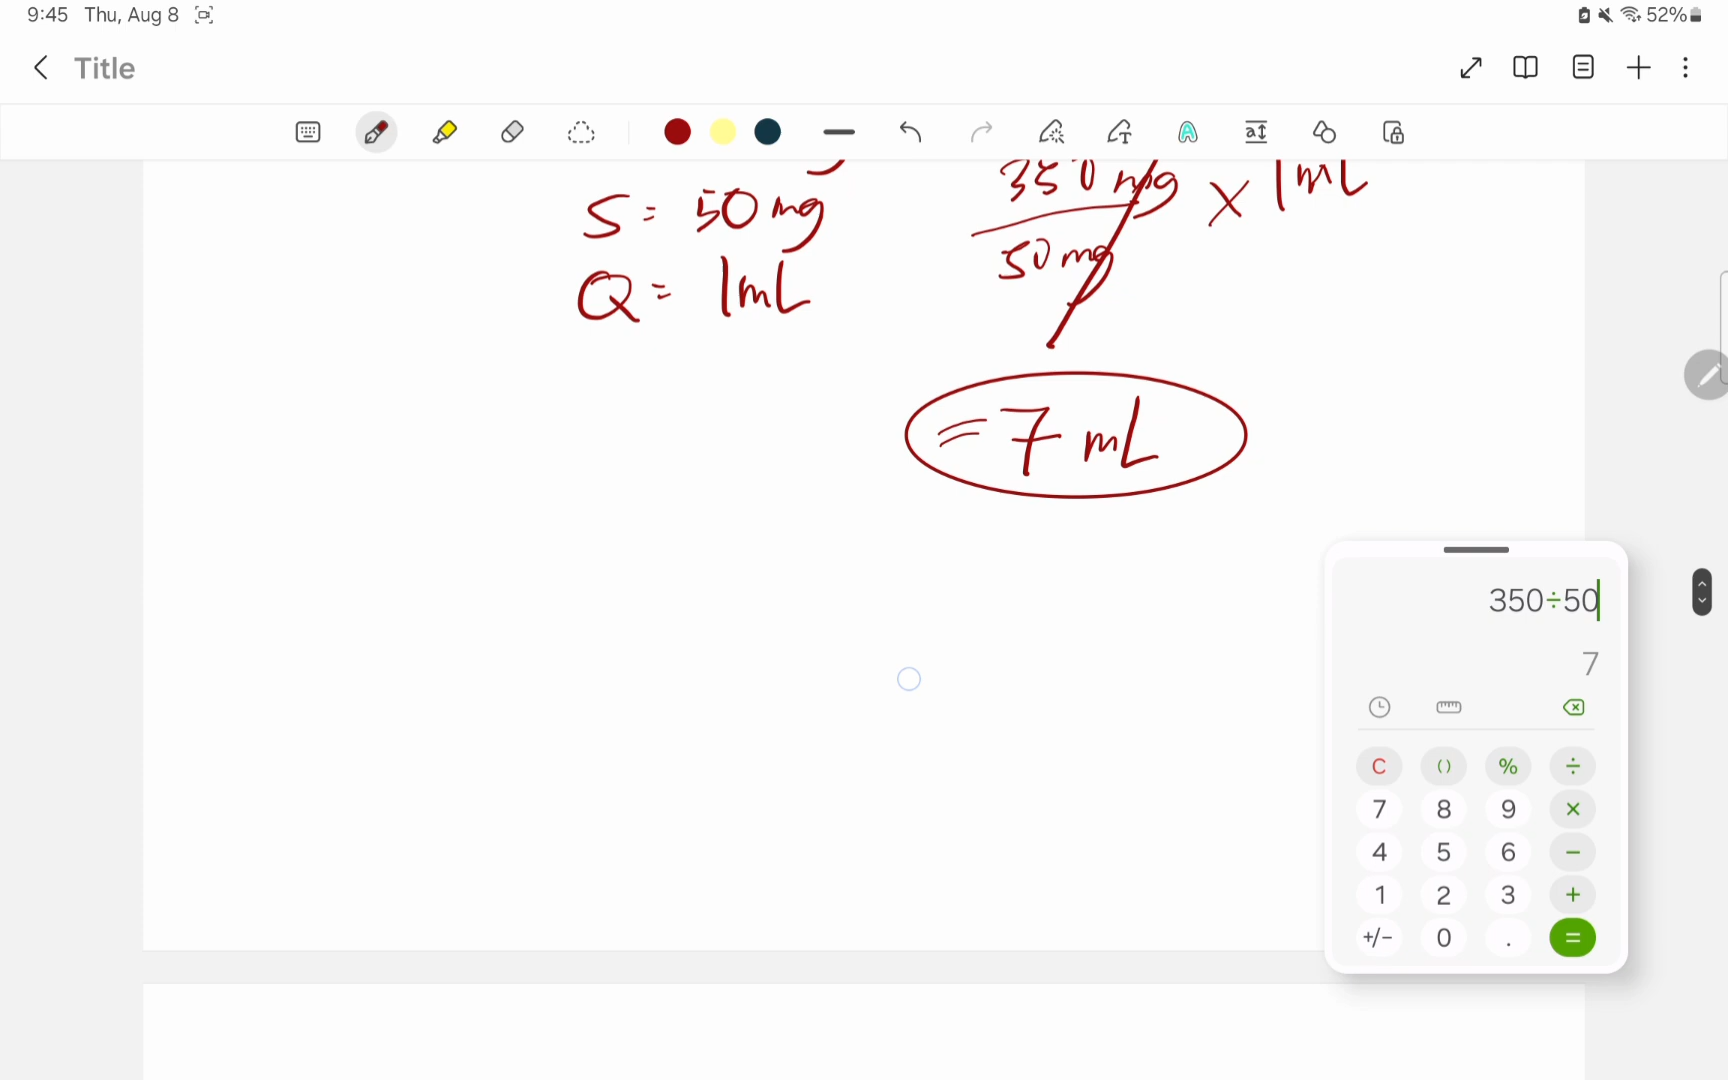 9:45 Thu, Aug 8 52%
Title
350 mg × 1mL
S = 50 mg
50 mg
Q = 1mL
= 7 mL
350÷50
7
C () % ÷
7 8 9 ×
4 5 6 −
1 2 3 +
+/− 0 . =